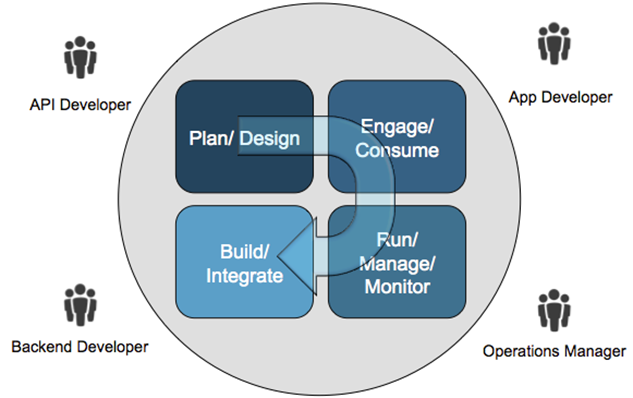 API Developer
App Developer
Plan/ Design
Engage/
Consume
Build/
Integrate
Run/
Manage/
Monitor
Backend Developer
Operations Manager